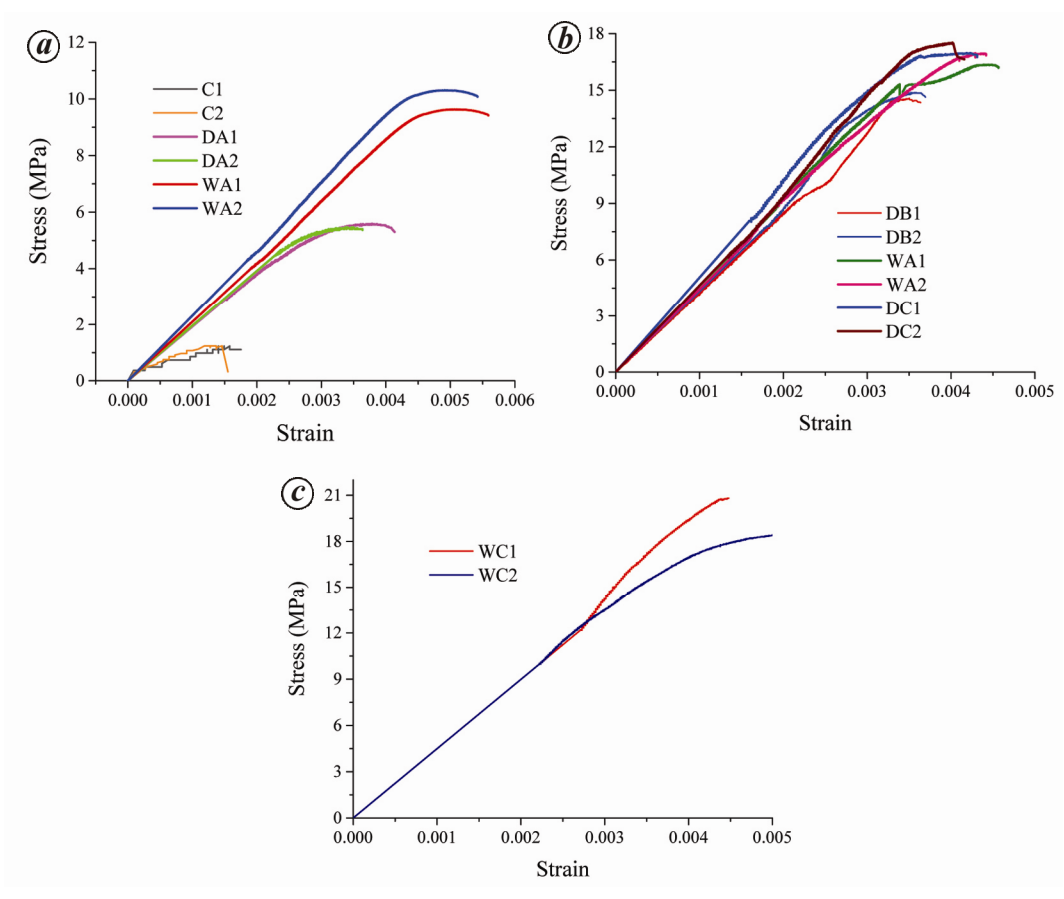 a
12
10
8
6
4
2
0
Stress (MPa)
C1
C2
DA1
DA2
WA1
WA2
0.000 0.001 0.002 0.003 0.004 0.005 0.006
Strain
b
18
15
12
9
6
3
0
Stress (MPa)
DB1
DB2
WA1
WA2
DC1
DC2
0.000 0.001 0.002 0.003 0.004 0.005
Strain
c
21
18
15
12
9
6
3
0
Stress (MPa)
WC1
WC2
0.000 0.001 0.002 0.003 0.004 0.005
Strain